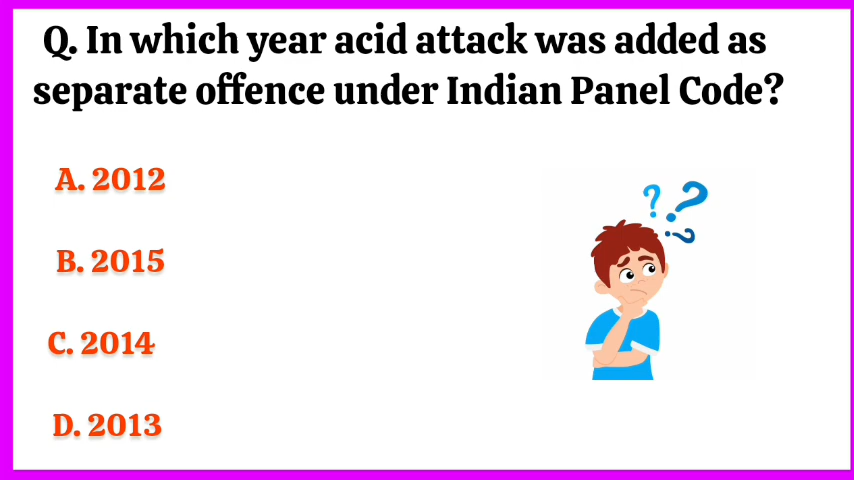 Q. In which year acid attack was added as
separate offence under Indian Panel Code?
A. 2012
B. 2015
C. 2014
D. 2013